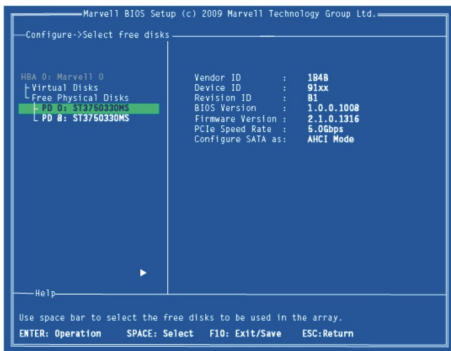 Marvell BIOS Setup (c) 2009 Marvell Technology Group Ltd.
Configure->Select free disks
HBA 0: Marvell 0
Virtual Disks
Free Physical Disks
PD 0: ST3750330MS
PD 8: ST3750330MS
Vendor ID : 1B4B
Device ID : 91xx
Revision ID : B1
BIOS Version : 1.0.0.1008
Firmware Version : 2.1.0.1316
PCIe Speed Rate : 5.0Gbps
Configure SATA as: AHCI Mode
Help
Use space bar to select the free disks to be used in the array.
ENTER: Operation SPACE: Select F10: Exit/Save ESC:Return